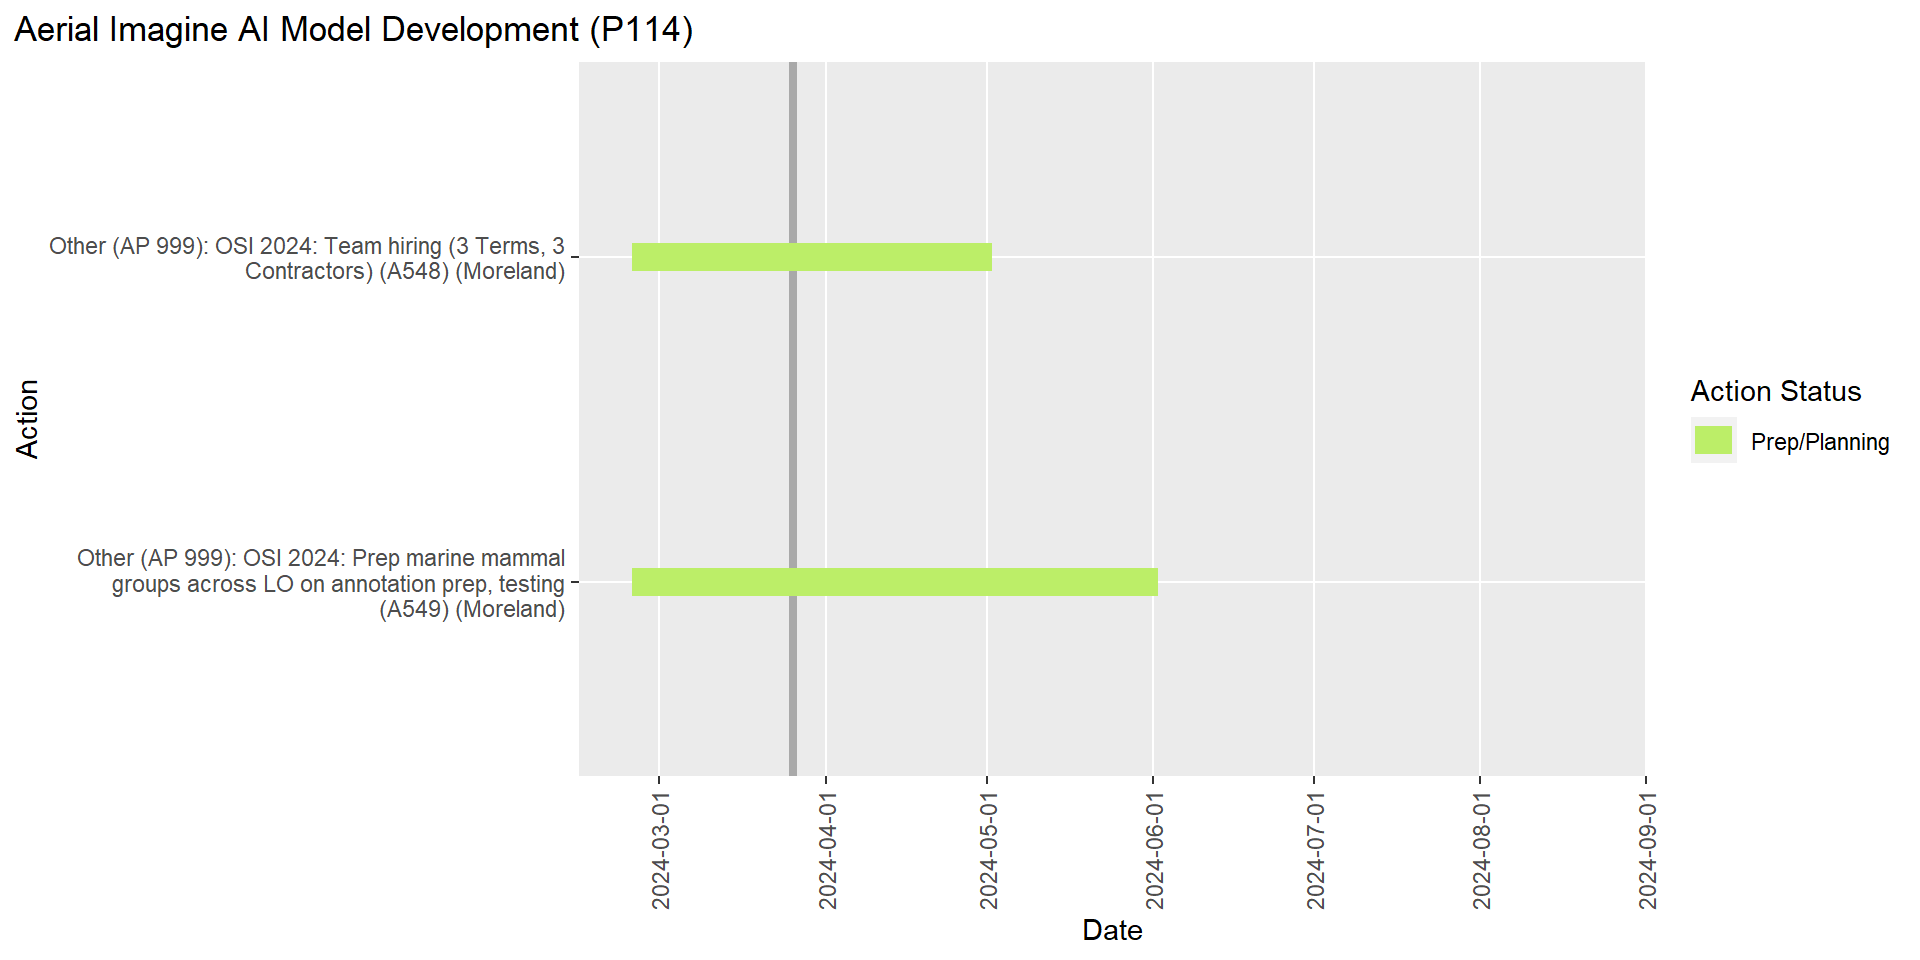 Aerial Imagine AI Model Development (P114)
Action
Other (AP 999): OSI 2024: Team hiring (3 Terms, 3
Contractors) (A548) (Moreland)
Other (AP 999): OSI 2024: Prep marine mammal
groups across LO on annotation prep, testing
(A549) (Moreland)
2024-03-01
2024-04-01
2024-05-01
2024-06-01
2024-07-01
2024-08-01
2024-09-01
Date
Action Status
Prep/Planning